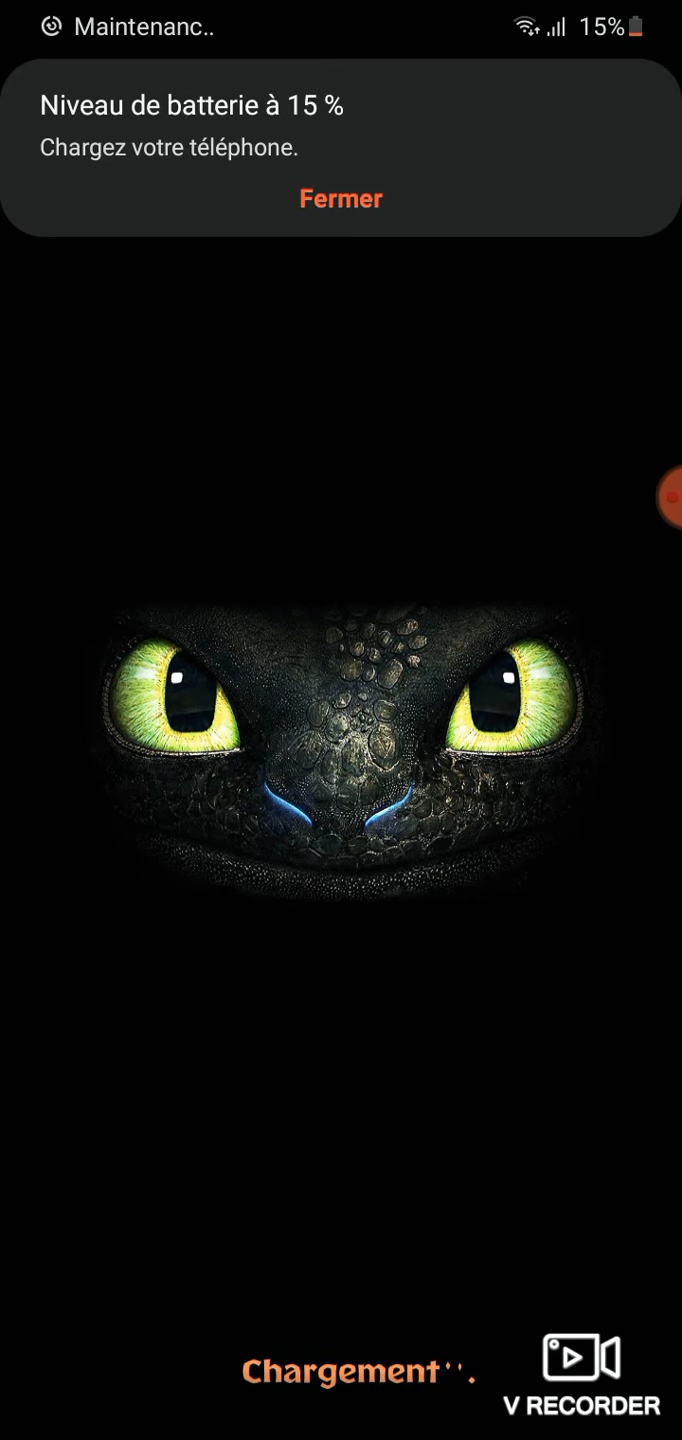 Maintenanc..
15%
Niveau de batterie à 15 %
Chargez votre téléphone.
Fermer
Chargement...
V RECORDER